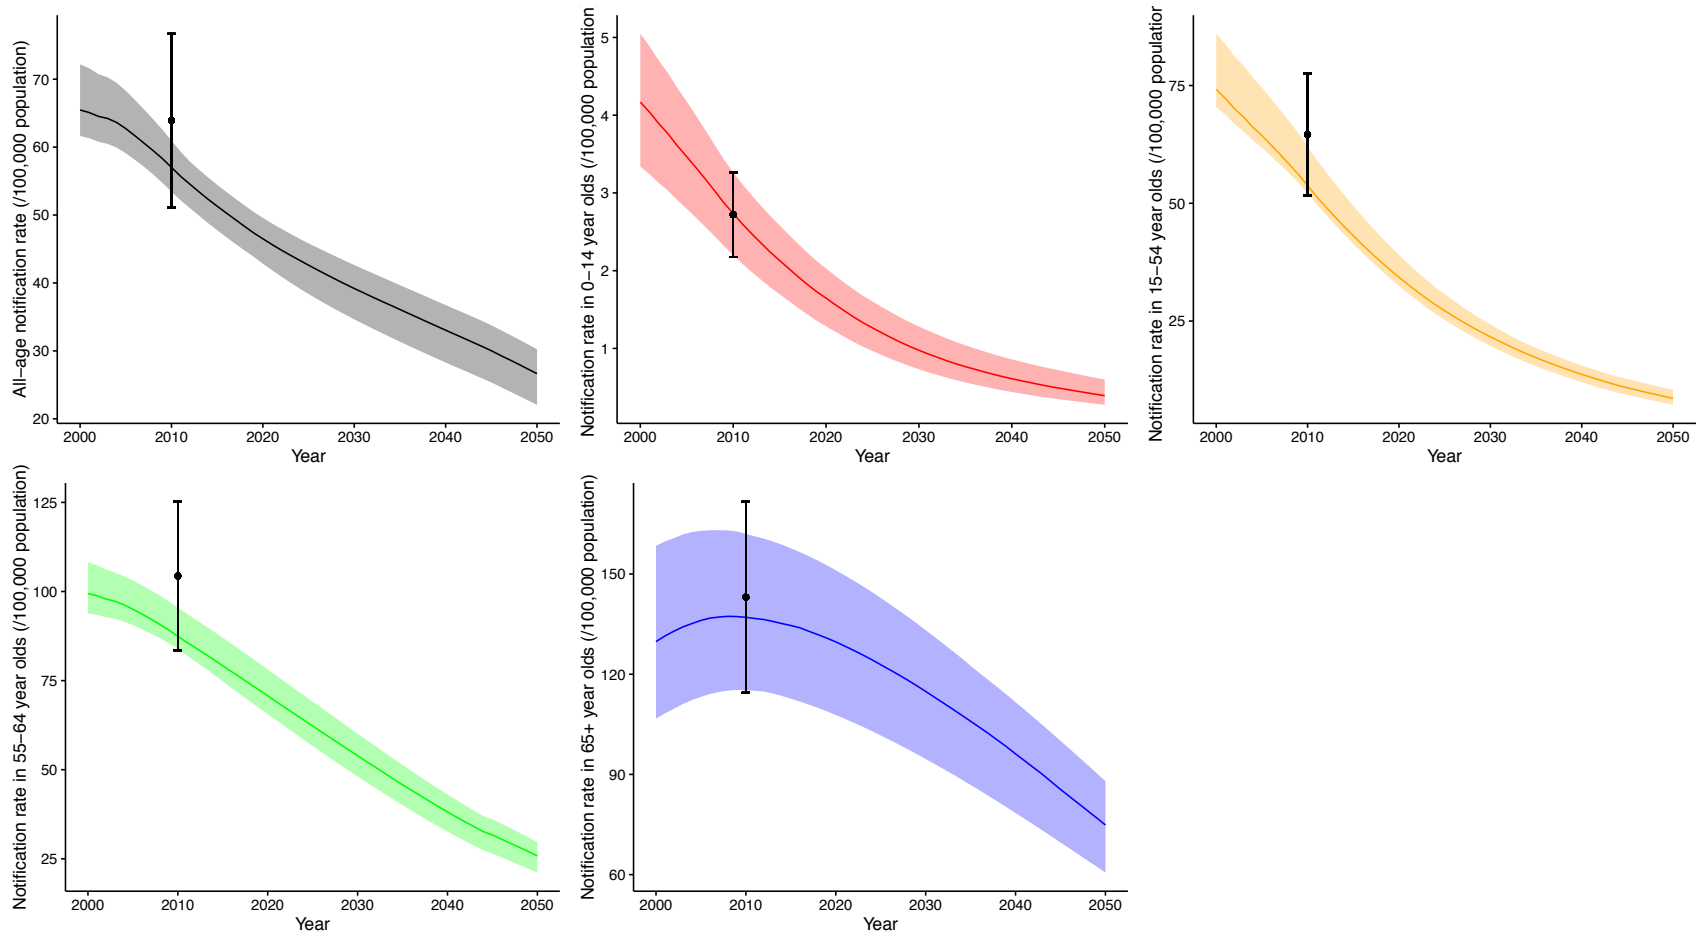 All−age notification rate (/100,000 population)
70
60
50
40
30
20
2000 2010 2020 2030 2040 2050
Year
Notification rate in 0−14 year olds (/100,000 population
5
4
3
2
1
2000 2010 2020 2030 2040 2050
Year
Notification rate in 15−54 year olds (/100,000 population
75
50
25
2000 2010 2020 2030 2040 2050
Year
Notification rate in 55−64 year olds (/100,000 population)
125
100
75
50
25
2000 2010 2020 2030 2040 2050
Year
Notification rate in 65+ year olds (/100,000 population)
150
120
90
60
2000 2010 2020 2030 2040 2050
Year